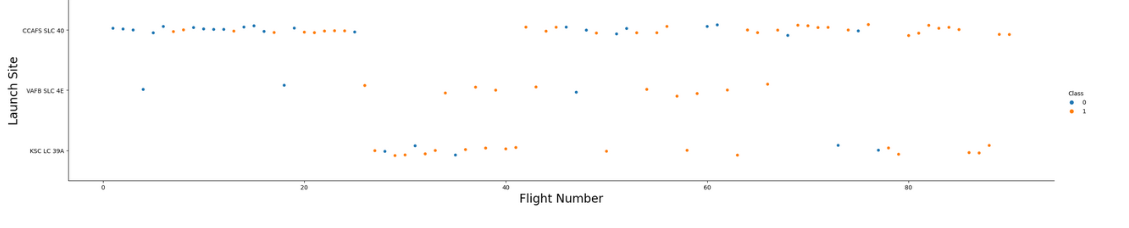 CCAFS SLC 40
VAFB SLC 4E
KSC LC 39A
Launch Site
0 20 40 60 80
Flight Number
Class
0
1